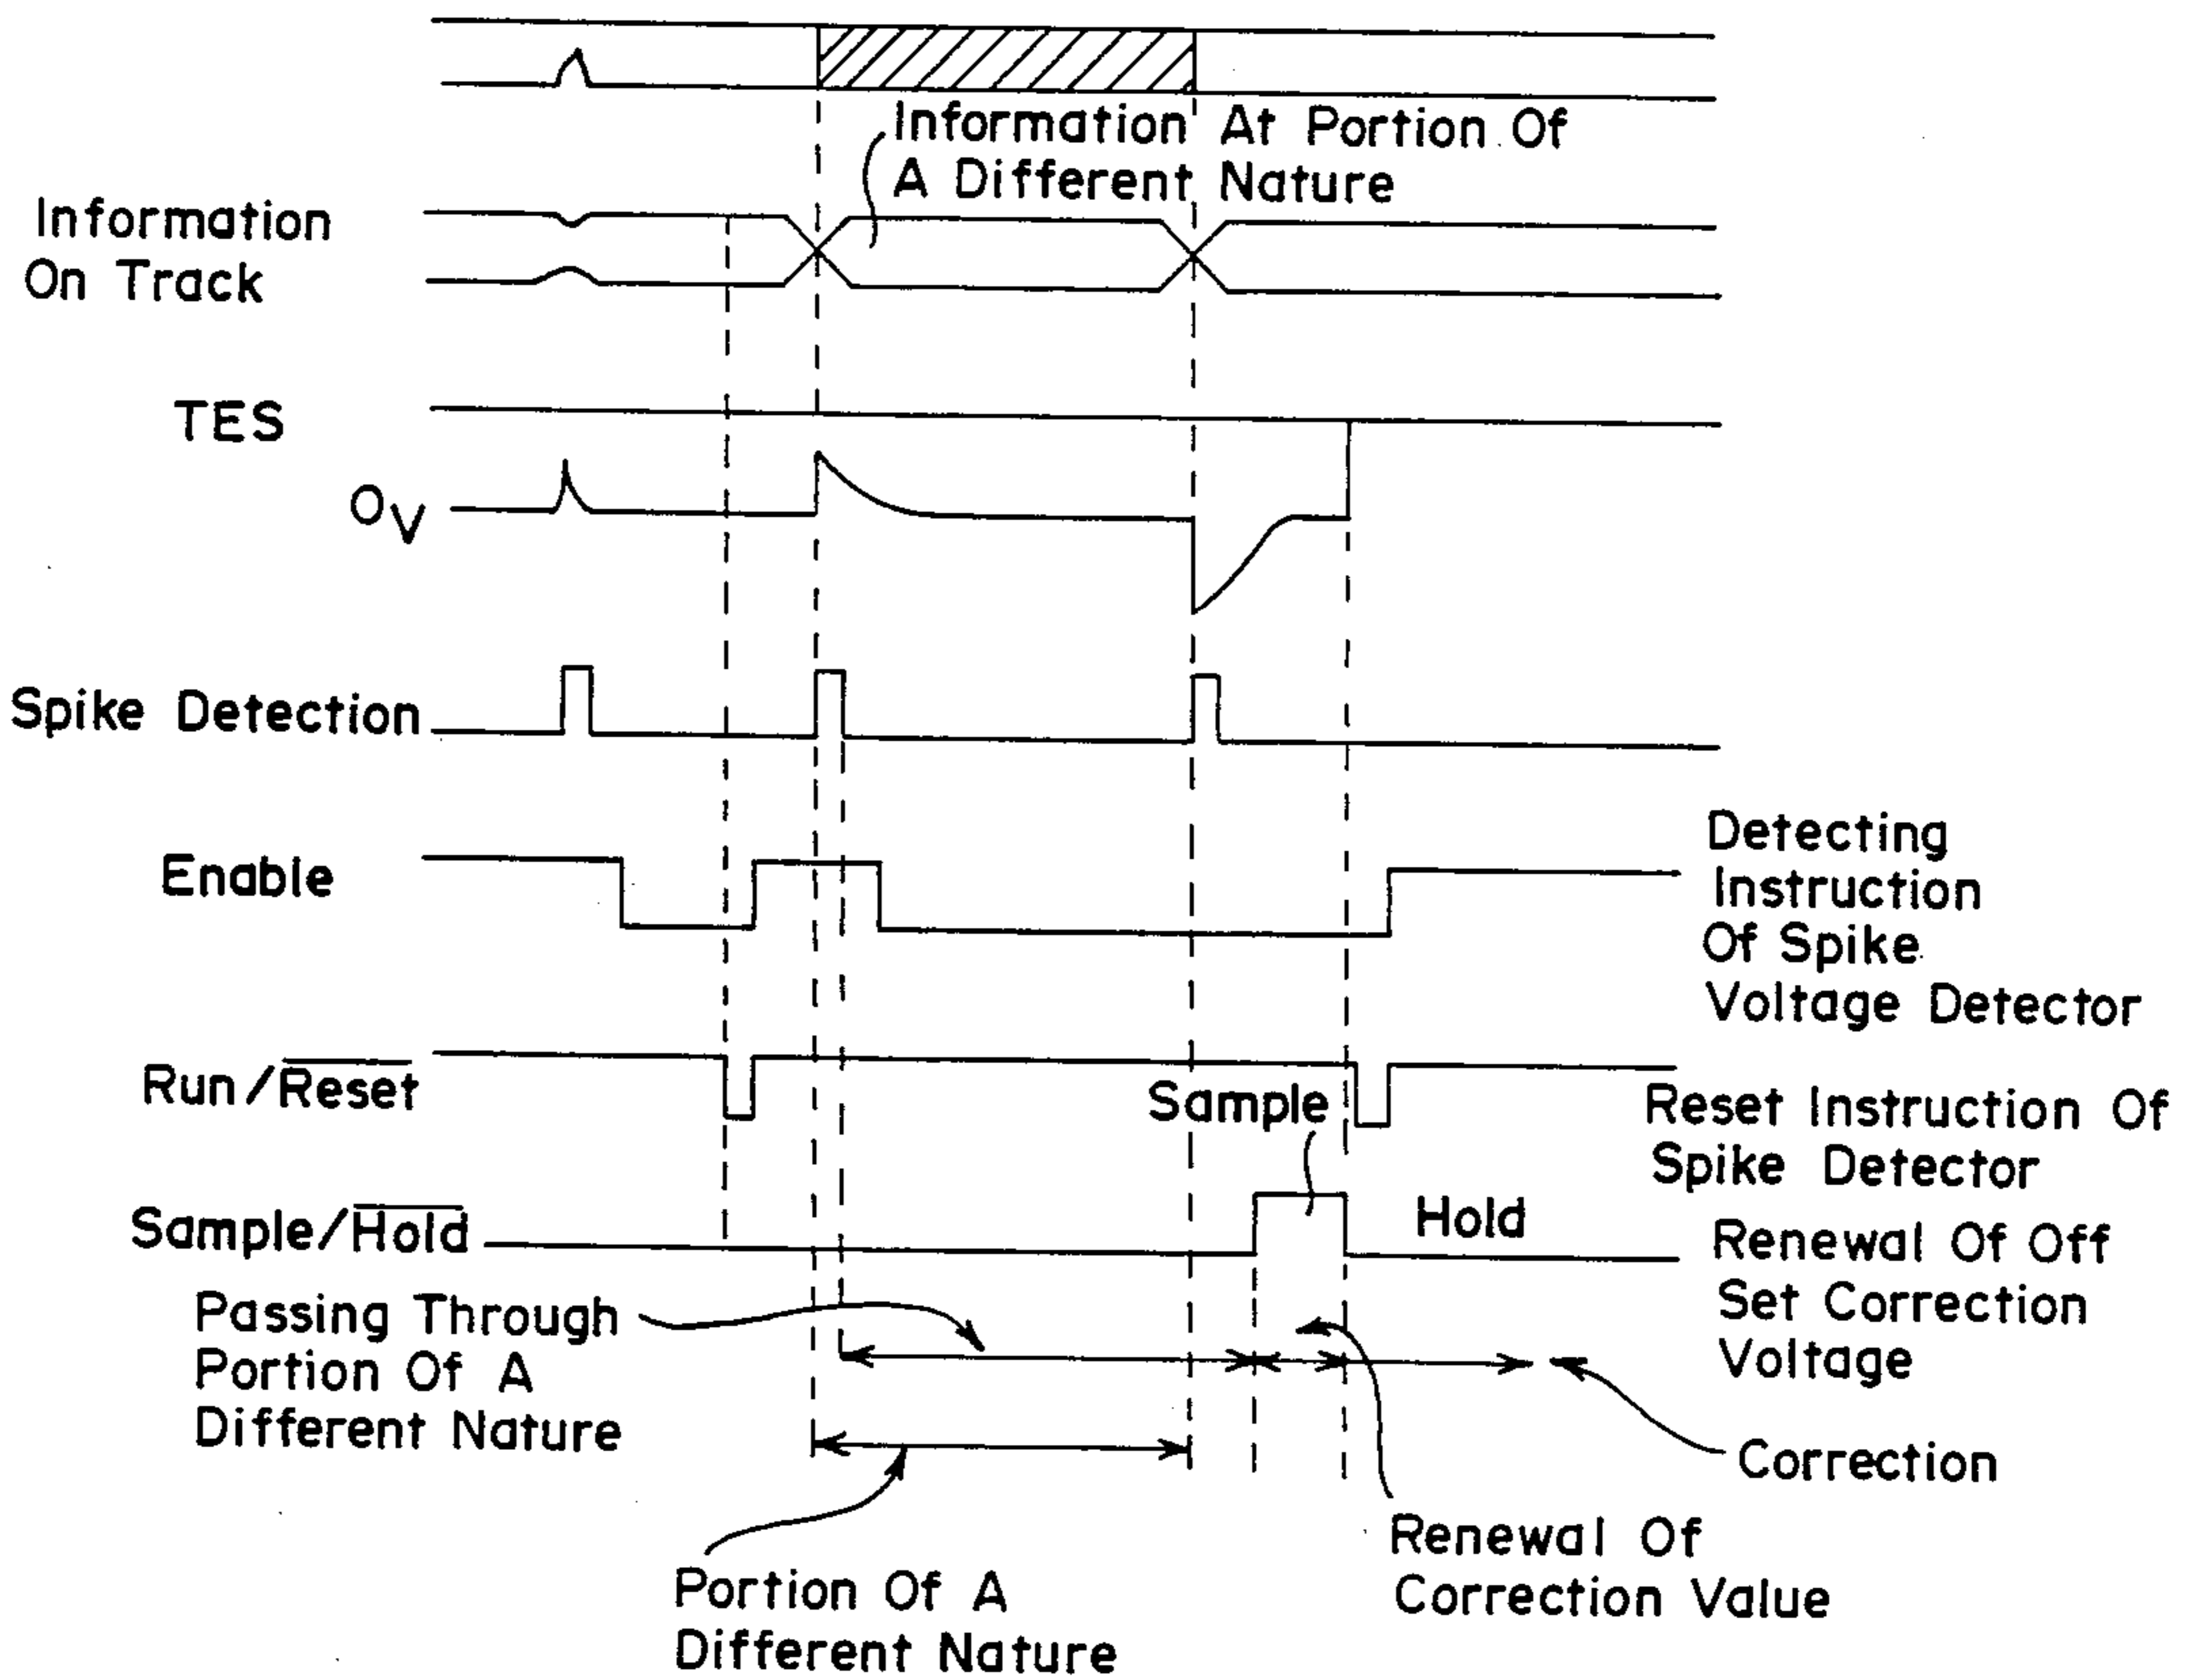 Information At Portion Of
A Different Nature
Information
On Track
TES
OV
Spike Detection
Enable
Detecting
Instruction
Of Spike
Voltage Detector
Run/Reset
Sample
Reset Instruction Of
Spike Detector
Sample/Hold
Hold
Renewal Of Off
Set Correction
Voltage
Passing Through
Portion Of A
Different Nature
Correction
Renewal Of
Correction Value
Portion Of A
Different Nature